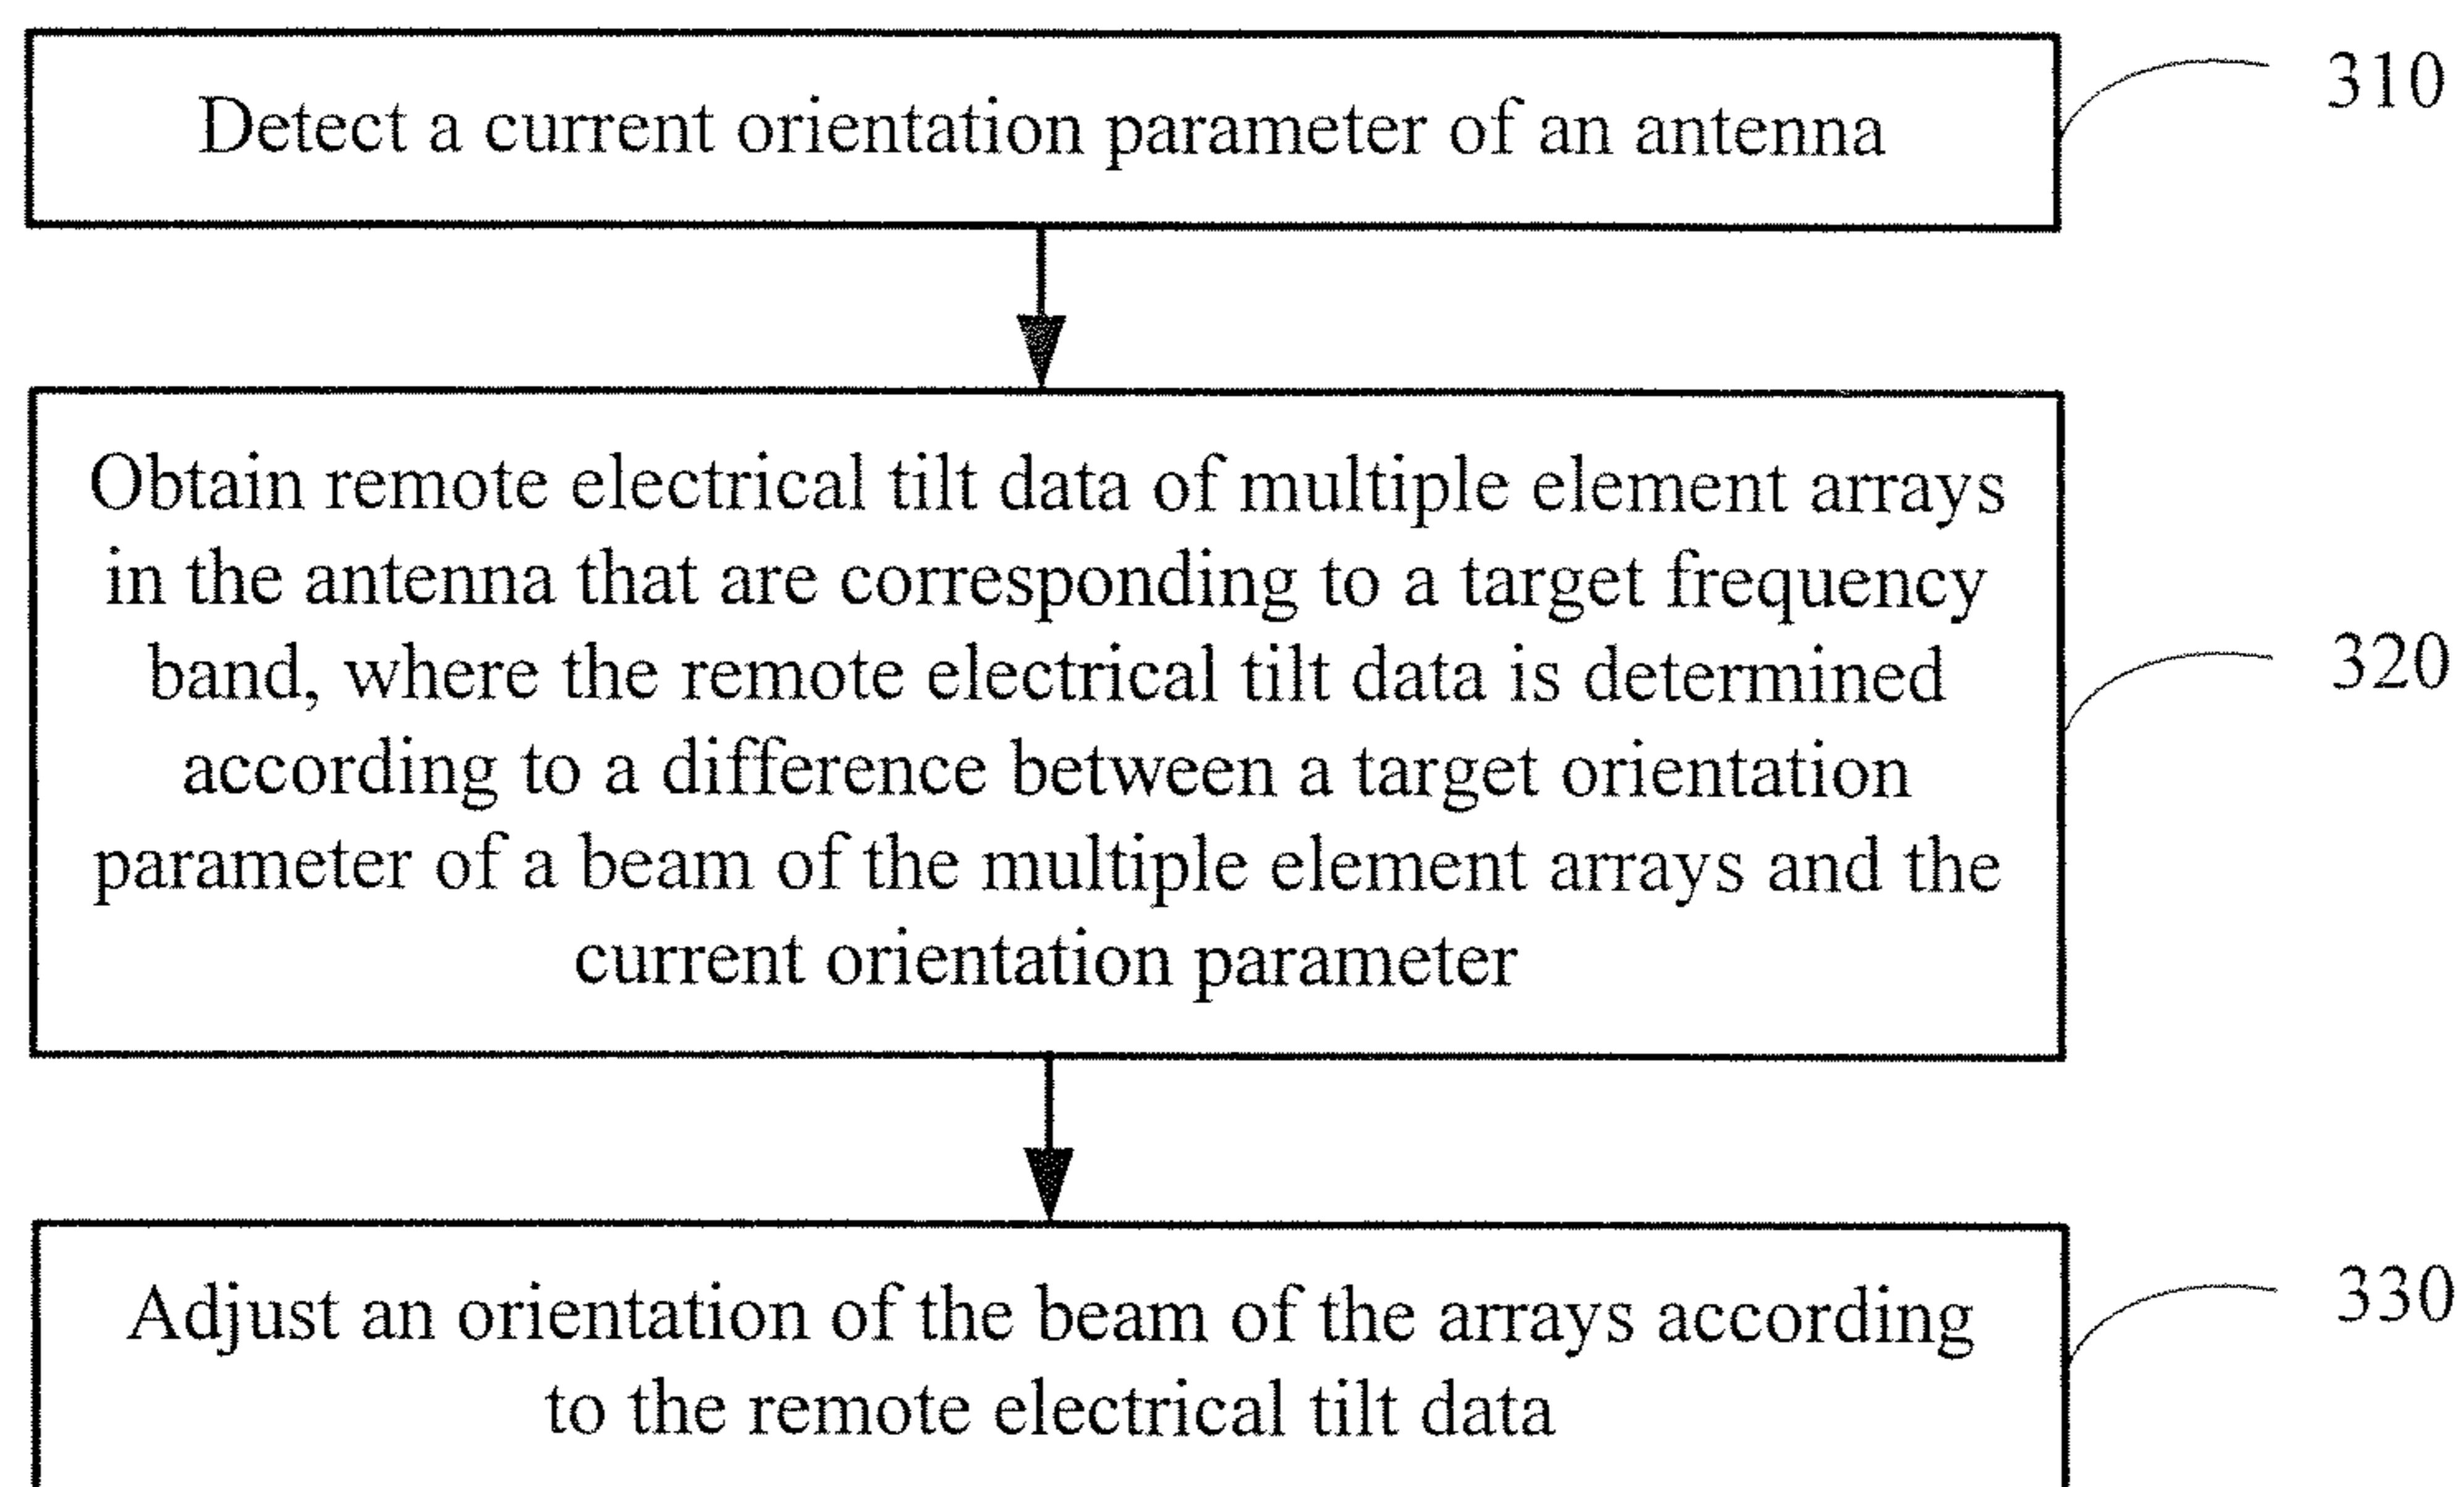 Detect a current orientation parameter of an antenna
310
Obtain remote electrical tilt data of multiple element arrays
in the antenna that are corresponding to a target frequency
band, where the remote electrical tilt data is determined
according to a difference between a target orientation
parameter of a beam of the multiple element arrays and the
current orientation parameter
320
Adjust an orientation of the beam of the arrays according
to the remote electrical tilt data
330